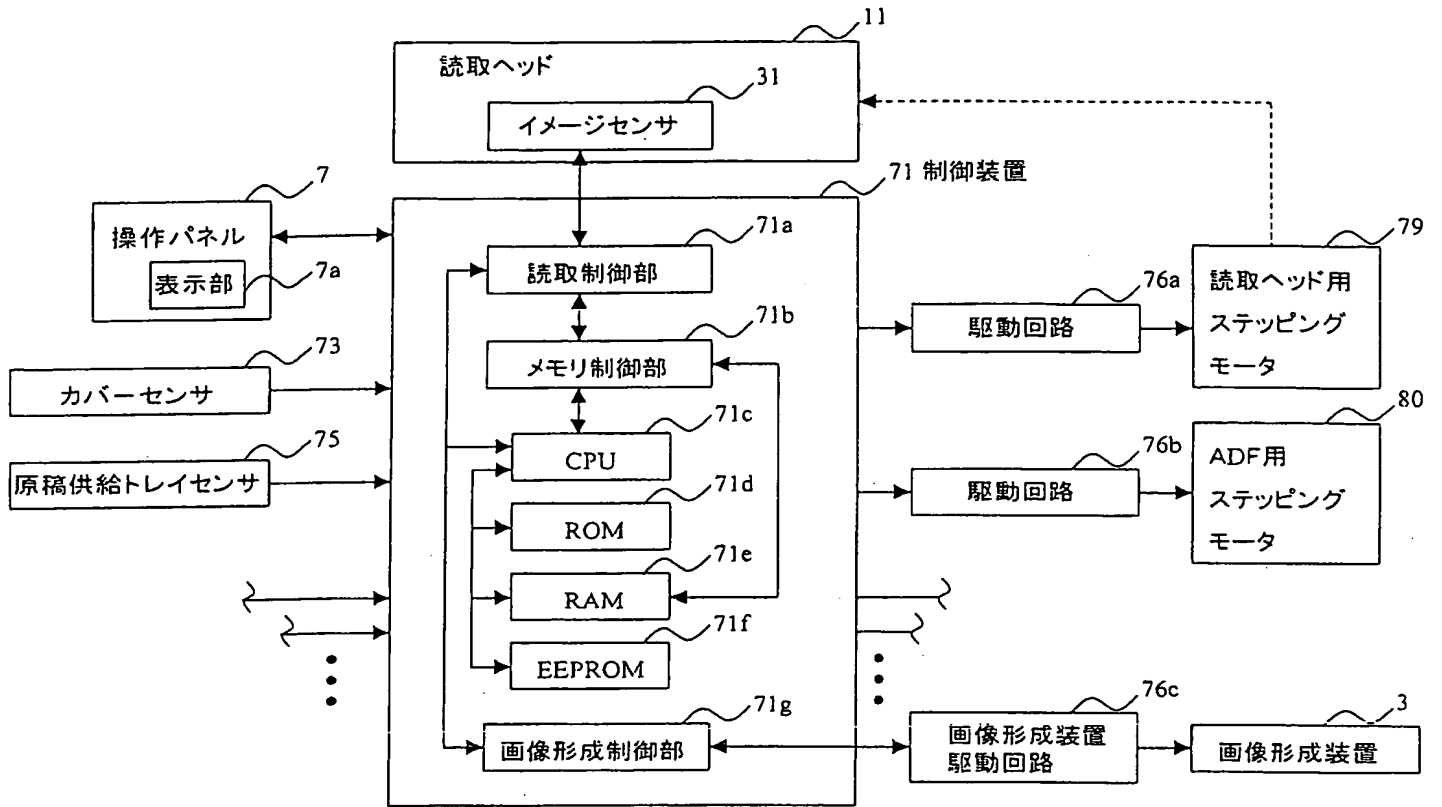 11
読取ヘッド
31
イメージセンサ
7
操作パネル
表示部
7a
71 制御装置
71a
読取制御部
79
読取ヘッド用
ステッピング
モータ
76a
駆動回路
71b
メモリ制御部
73
カバーセンサ
71c
CPU
80
ADF用
ステッピング
モータ
75
原稿供給トレイセンサ
76b
駆動回路
71d
ROM
71e
RAM
71f
EEPROM
71g
画像形成制御部
76c
画像形成装置
駆動回路
3
画像形成装置